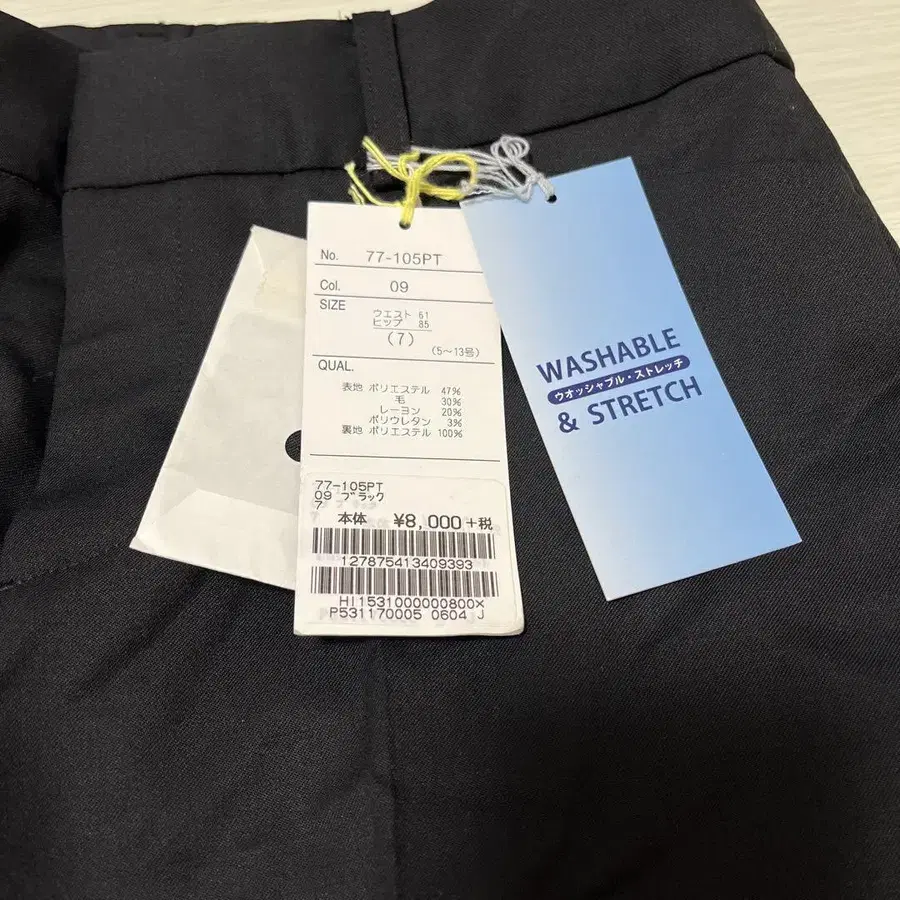 No. 77-105PT
Col. 09
SIZE
ウエスト 61
ヒップ 85
(7)
(5〜13号)
QUAL.
表地 ポリエステル 47%
毛 30%
レーヨン 20%
ポリウレタン 3%
裏地 ポリエステル 100%
77-105PT
09 ブラック
7
本体 ¥8,000+税
127875413409393
HI1531000000800X
P531170005 0604 J
WASHABLE
ウオッシャブル・ストレッチ
& STRETCH